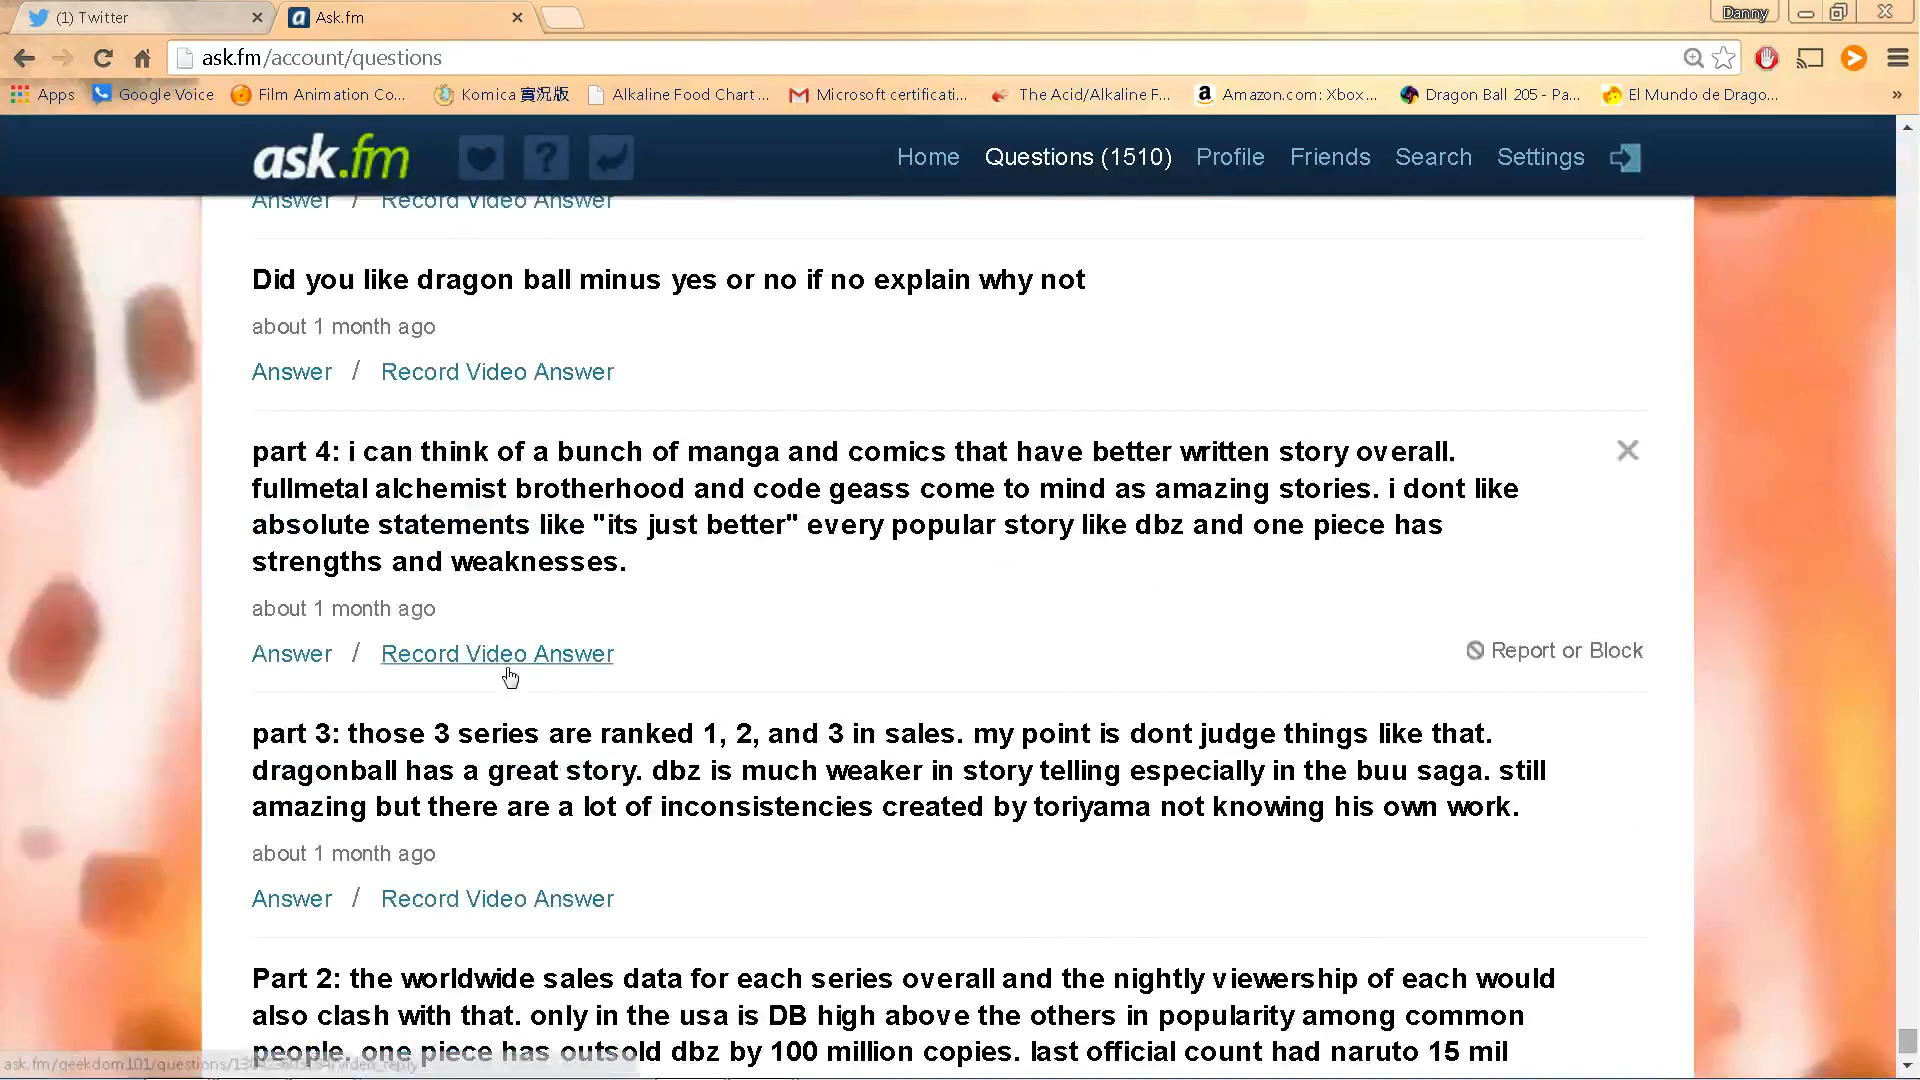 (1) Twitter
Ask.fm
Danny
ask.fm/account/questions
Apps
Google Voice
Film Animation Co...
Komica 實況版
Alkaline Food Chart ...
Microsoft certificati...
The Acid/Alkaline F...
Amazon.com: Xbox...
Dragon Ball 205 - Pa...
El Mundo de Drago...
»
ask.fm
Home
Questions (1510)
Profile
Friends
Search
Settings
Answer / Record Video Answer
Did you like dragon ball minus yes or no if no explain why not
about 1 month ago
Answer / Record Video Answer
part 4: i can think of a bunch of manga and comics that have better written story overall.
fullmetal alchemist brotherhood and code geass come to mind as amazing stories. i dont like
absolute statements like "its just better" every popular story like dbz and one piece has
strengths and weaknesses.
about 1 month ago
Answer / Record Video Answer
Report or Block
part 3: those 3 series are ranked 1, 2, and 3 in sales. my point is dont judge things like that.
dragonball has a great story. dbz is much weaker in story telling especially in the buu saga. still
amazing but there are a lot of inconsistencies created by toriyama not knowing his own work.
about 1 month ago
Answer / Record Video Answer
Part 2: the worldwide sales data for each series overall and the nightly viewership of each would
also clash with that. only in the usa is DB high above the others in popularity among common
people. one piece has outsold dbz by 100 million copies. last official count had naruto 15 mil